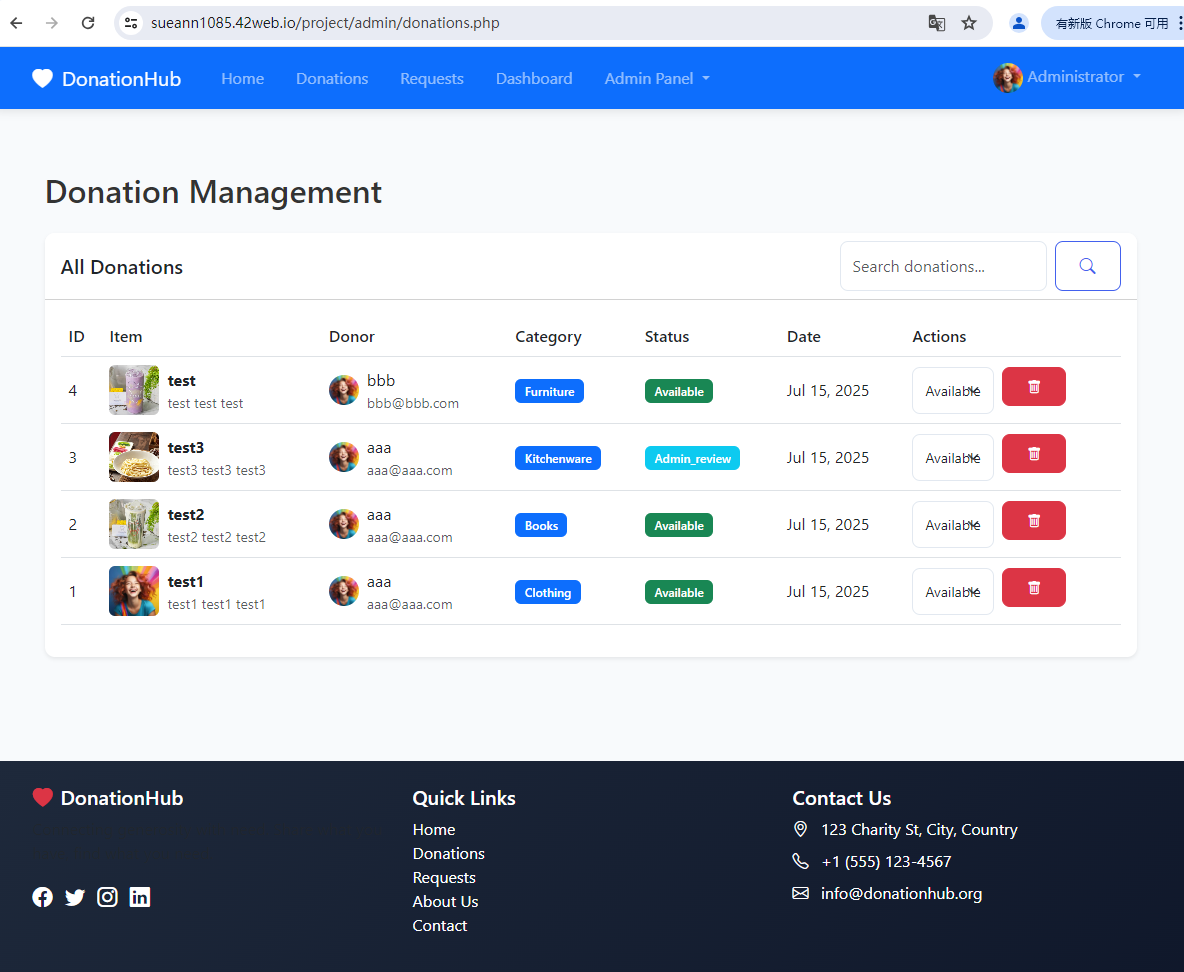 sueann1085.42web.io/project/admin/donations.php
有新版 Chrome 可用
DonationHub Home Donations Requests Dashboard Admin Panel Administrator
Donation Management
All Donations Search donations...
ID Item Donor Category Status Date Actions
4 test bbb Furniture Available Jul 15, 2025 Available
test test test bbb@bbb.com
3 test3 aaa Kitchenware Admin_review Jul 15, 2025 Available
test3 test3 test3 aaa@aaa.com
2 test2 aaa Books Available Jul 15, 2025 Available
test2 test2 test2 aaa@aaa.com
1 test1 aaa Clothing Available Jul 15, 2025 Available
test1 test1 test1 aaa@aaa.com
DonationHub
Quick Links
Home
Donations
Requests
About Us
Contact
Contact Us
123 Charity St, City, Country
+1 (555) 123-4567
info@donationhub.org